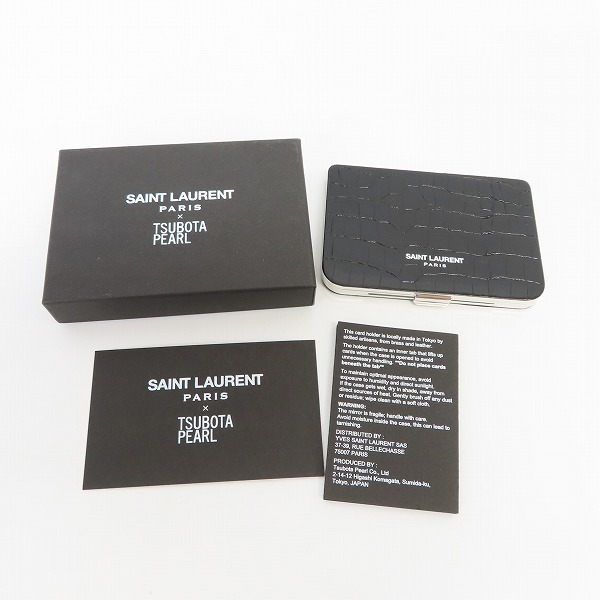 SAINT LAURENT
PARIS
×
TSUBOTA
PEARL
SAINT LAURENT
PARIS
SAINT LAURENT
PARIS
×
TSUBOTA
PEARL
This card holder is locally made in Tokyo by
skilled artisans, from brass and leather.
The holder contains an inner tab that lifts up
cards when the case is opened to avoid
unnecessary handling. **Do not place cards
beneath the tab**
To maintain optimal appearance, avoid
exposure to humidity and direct sunlight.
If the case gets wet, dry in shade, away from
direct sources of heat. Gently brush off any dust
or residue; wipe clean with a soft cloth.
WARNING:
The mirror is fragile; handle with care.
Avoid moisture inside the case, this can lead to
tarnishing.
DISTRIBUTED BY :
YVES SAINT LAURENT SAS
37-39, RUE BELLECHASSE
75007 PARIS
PRODUCED BY :
Tsubota Pearl Co., Ltd
2-14-12 Higashi Komagata, Sumida-ku,
Tokyo, JAPAN